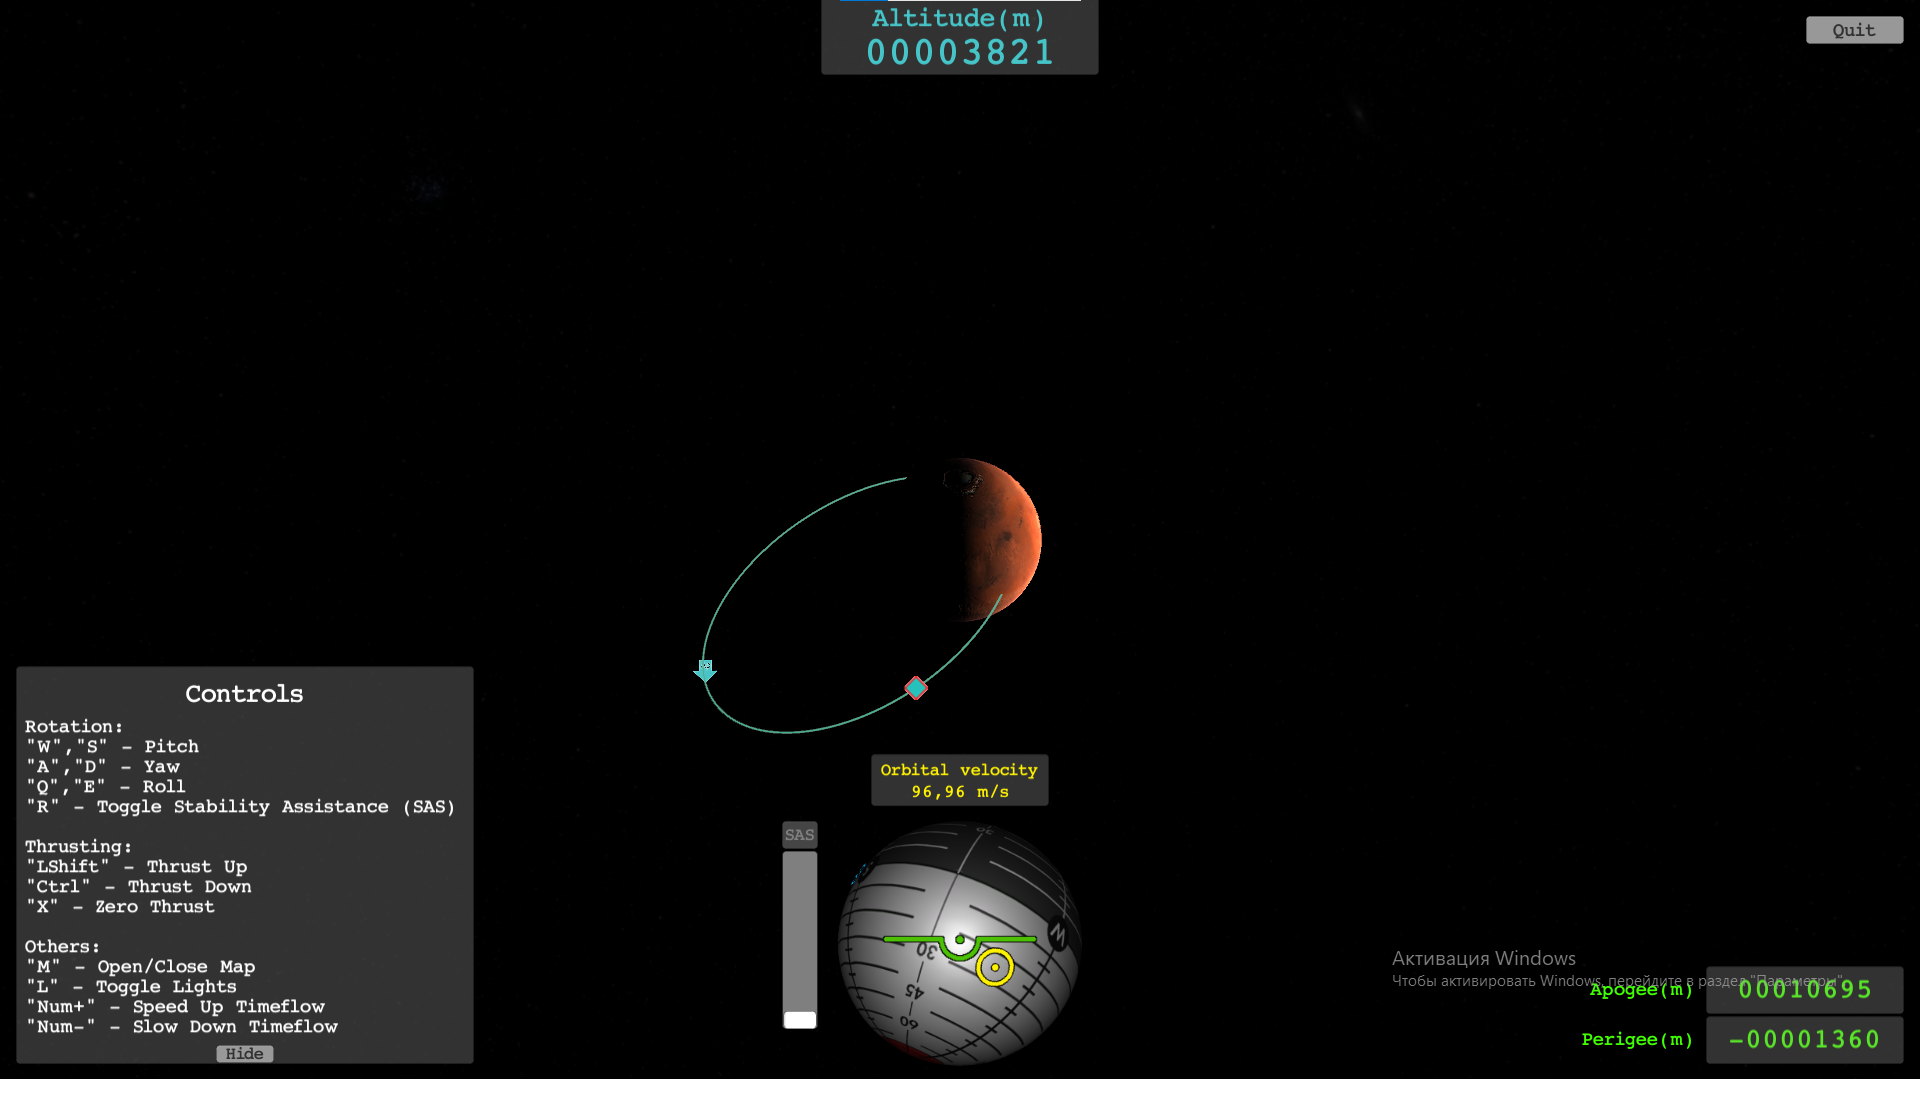 Altitude(m)
00003821
Quit
Controls
Rotation:
"W","S" - Pitch
"A","D" - Yaw
"Q","E" - Roll
"R" - Toggle Stability Assistance (SAS)
Thrusting:
"LShift" - Thrust Up
"Ctrl" - Thrust Down
"X" - Zero Thrust
Others:
"M" - Open/Close Map
"L" - Toggle Lights
"Num+" - Speed Up Timeflow
"Num-" - Slow Down Timeflow
Hide
Orbital velocity
96,96 m/s
SAS
30
W
30
45
60
Активация Windows
Чтобы активировать Windows, перейдите в раздел "Параметры".
Apogee(m)
00010695
Perigee(m)
-00001360